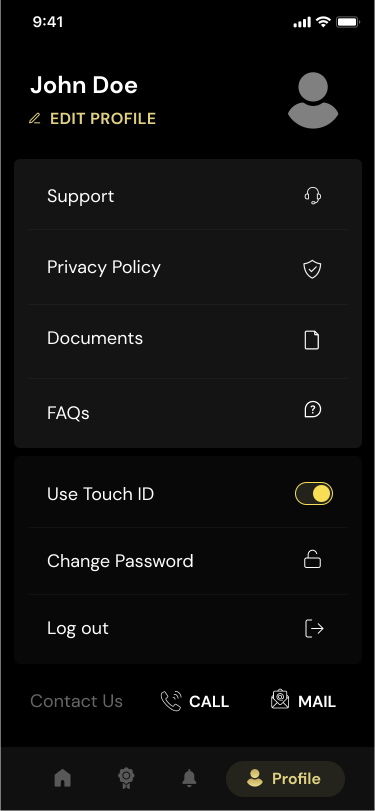 9:41
John Doe
EDIT PROFILE
Support
Privacy Policy
Documents
FAQs
Use Touch ID
Change Password
Log out
Contact Us CALL MAIL
Profile